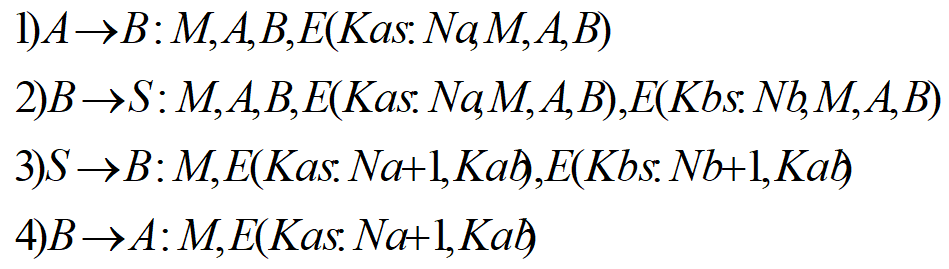 1)A→B: M,A,B,E(Kas: Na,M,A,B)
2)B→S: M,A,B,E(Kas: Na,M,A,B),E(Kbs: Nb,M,A,B)
3)S→B: M,E(Kas: Na+1,Kab),E(Kbs: Nb+1,Kab)
4)B→A: M,E(Kas: Na+1,Kab)